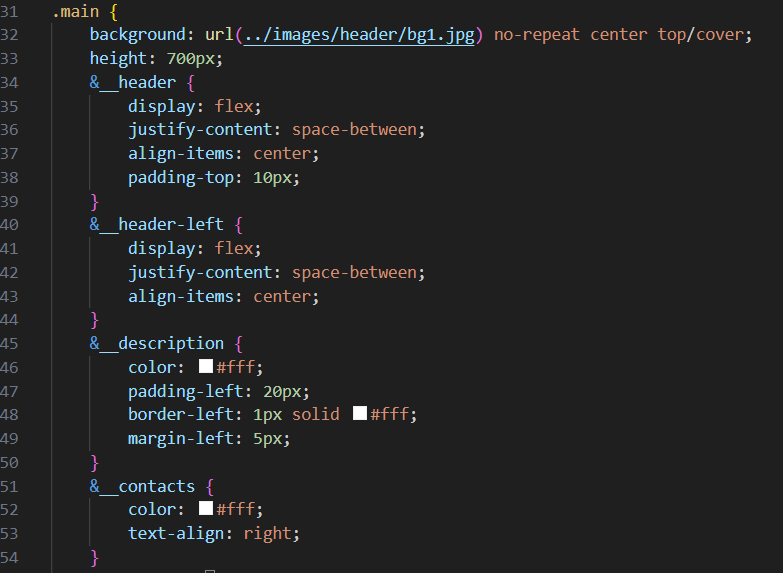 31 .main {
32 background: url(../images/header/bg1.jpg) no-repeat center top/cover;
33 height: 700px;
34 &__header {
35 display: flex;
36 justify-content: space-between;
37 align-items: center;
38 padding-top: 10px;
39 }
40 &__header-left {
41 display: flex;
42 justify-content: space-between;
43 align-items: center;
44 }
45 &__description {
46 color: #fff;
47 padding-left: 20px;
48 border-left: 1px solid #fff;
49 margin-left: 5px;
50 }
51 &__contacts {
52 color: #fff;
53 text-align: right;
54 }